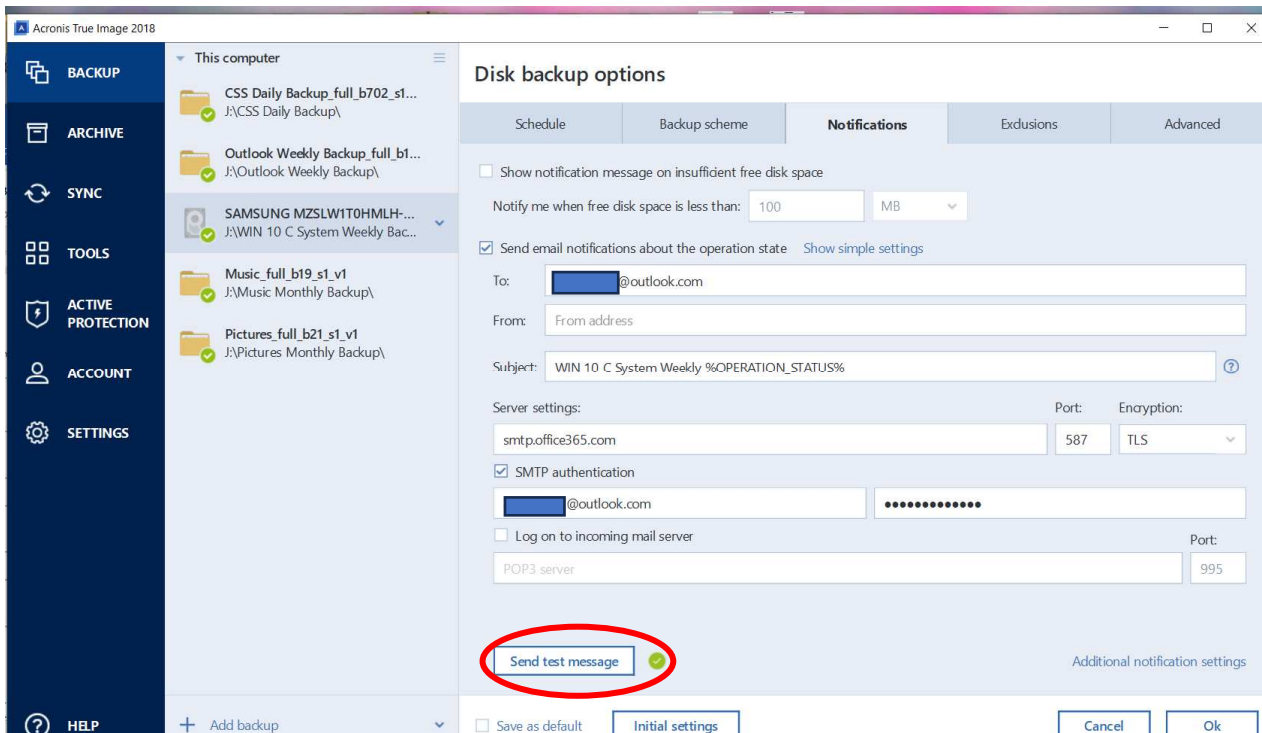 Acronis True Image 2018
BACKUP
ARCHIVE
SYNC
TOOLS
ACTIVE
PROTECTION
ACCOUNT
SETTINGS
HELP
This computer
CSS Daily Backup_full_b702_s1...
J:\CSS Daily Backup\
Outlook Weekly Backup_full_b1...
J:\Outlook Weekly Backup\
SAMSUNG MZSLW1T0HMLH-...
J:\WIN 10 C System Weekly Bac...
Music_full_b19_s1_v1
J:\Music Monthly Backup\
Pictures_full_b21_s1_v1
J:\Pictures Monthly Backup\
Add backup
Disk backup options
Schedule Backup scheme Notifications Exclusions Advanced
Show notification message on insufficient free disk space
Notify me when free disk space is less than: 100 MB
Send email notifications about the operation state Show simple settings
To: @outlook.com
From: From address
Subject: WIN 10 C System Weekly %OPERATION_STATUS%
Server settings: Port: Encryption:
smtp.office365.com 587 TLS
SMTP authentication
@outlook.com
Log on to incoming mail server Port:
POP3 server 995
Send test message Additional notification settings
Save as default Initial settings Cancel Ok